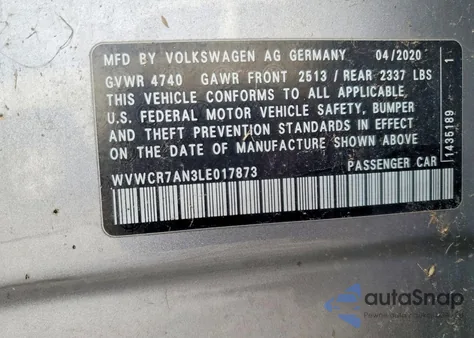 MFD BY VOLKSWAGEN AG GERMANY 04/2020
GVWR 4740 GAWR FRONT 2513 / REAR 2337 LBS
THIS VEHICLE CONFORMS TO ALL APPLICABLE
U.S. FEDERAL MOTOR VEHICLE SAFETY, BUMPER
AND THEFT PREVENTION STANDARDS IN EFFECT
ON THE DATE OF MANUFACTURE SHOWN ABOVE
WVWCR7AN3LE017873 PASSENGER CAR
1435189 1
autoSnap